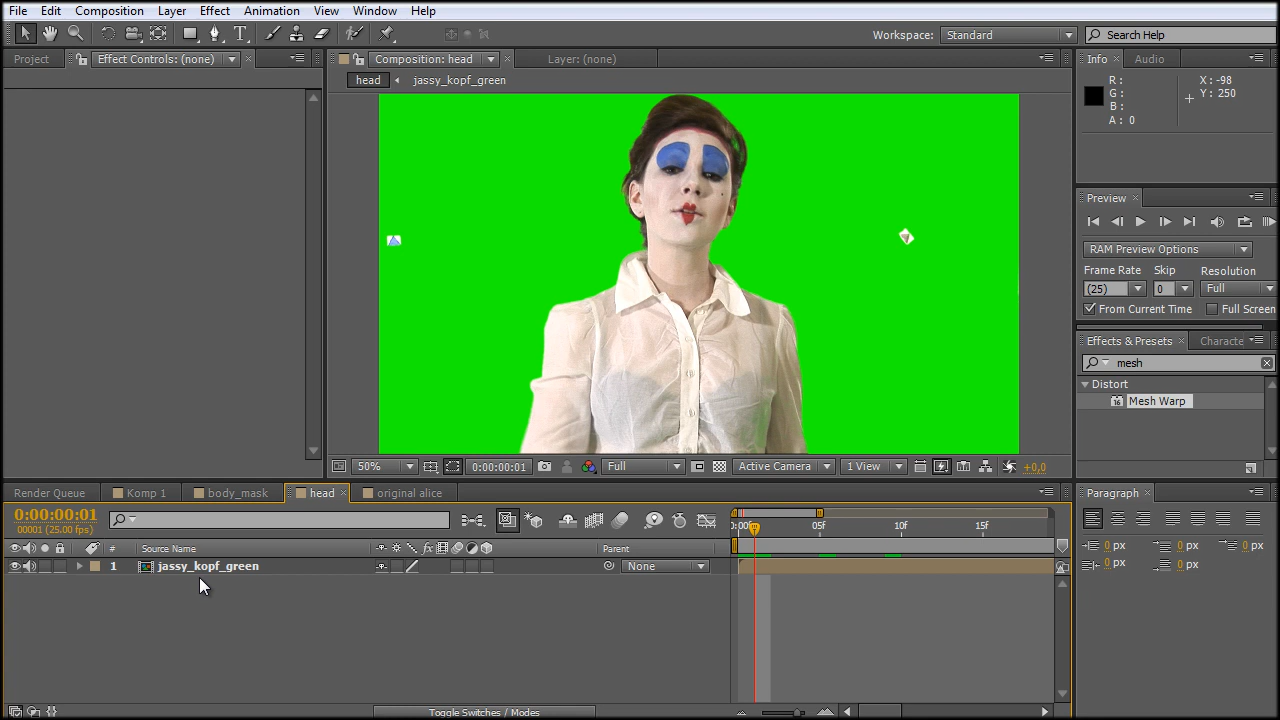 File Edit Composition Layer Effect Animation View Window Help
Workspace: Standard Search Help
Project Effect Controls: (none) Composition: head Layer: (none) Info Audio
head jassy_kopf_green
R :
G :
B :
A : 0
X : -98
Y : 250
Preview
RAM Preview Options
Frame Rate Skip Resolution
(25) 0 Full
From Current Time Full Screen
Effects & Presets Characte
mesh
Distort
16 Mesh Warp
50% 0:00:00:01 Full Active Camera 1 View +0,0
Render Queue Komp 1 body_mask head original alice
0:00:00:01
00001 (25.00 fps)
05f 10f 15f
# Source Name fx Parent
1 jassy_kopf_green None
Toggle Switches / Modes
Paragraph
0 px 0 px 0 px
0 px 0 px